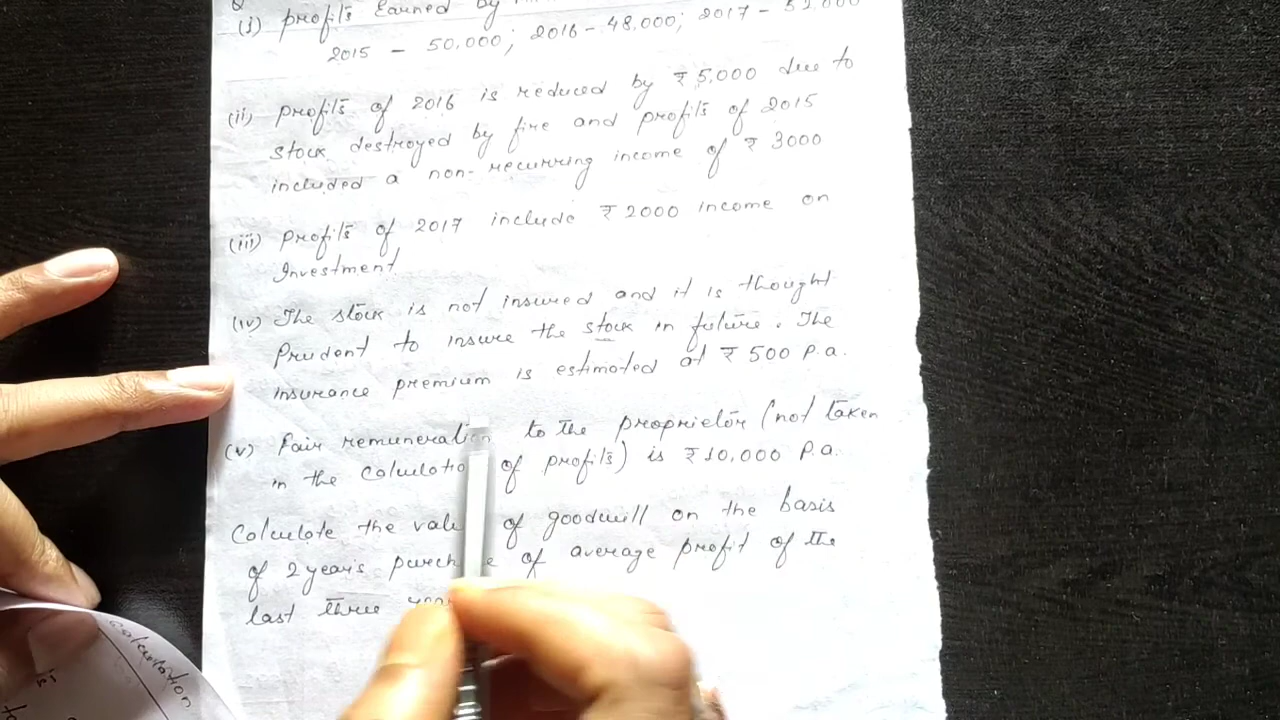 (i) Profits Earned by
2015 - 50,000; 2016 - 48,000; 2017 -
(ii) Profits of 2016 is reduced by ₹ 5,000 due to
stock destroyed by fire and profits of 2015
included a non-recurring income of ₹ 3000
(iii) Profits of 2017 include ₹ 2000 income on
Investment
(iv) The stock is not insured and it is thought
Prudent to insure the stock in future. The
insurance premium is estimated at ₹ 500 P.a.
(v) Fair remuneration to the proprietor (not taken
in the calculatio of profits) is ₹ 10,000 P.a.
Calculate the valu of goodwill on the basis
of 2 years purch e of average profit of the
last three
calculation